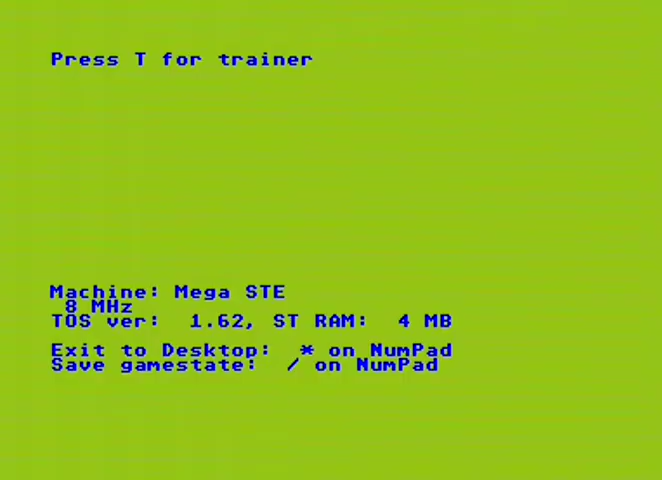 Press T for trainer
Machine: Mega STE
8 MHz
TOS ver:  1.62, ST RAM:  4 MB
Exit to Desktop:  * on NumPad
Save gamestate:  / on NumPad